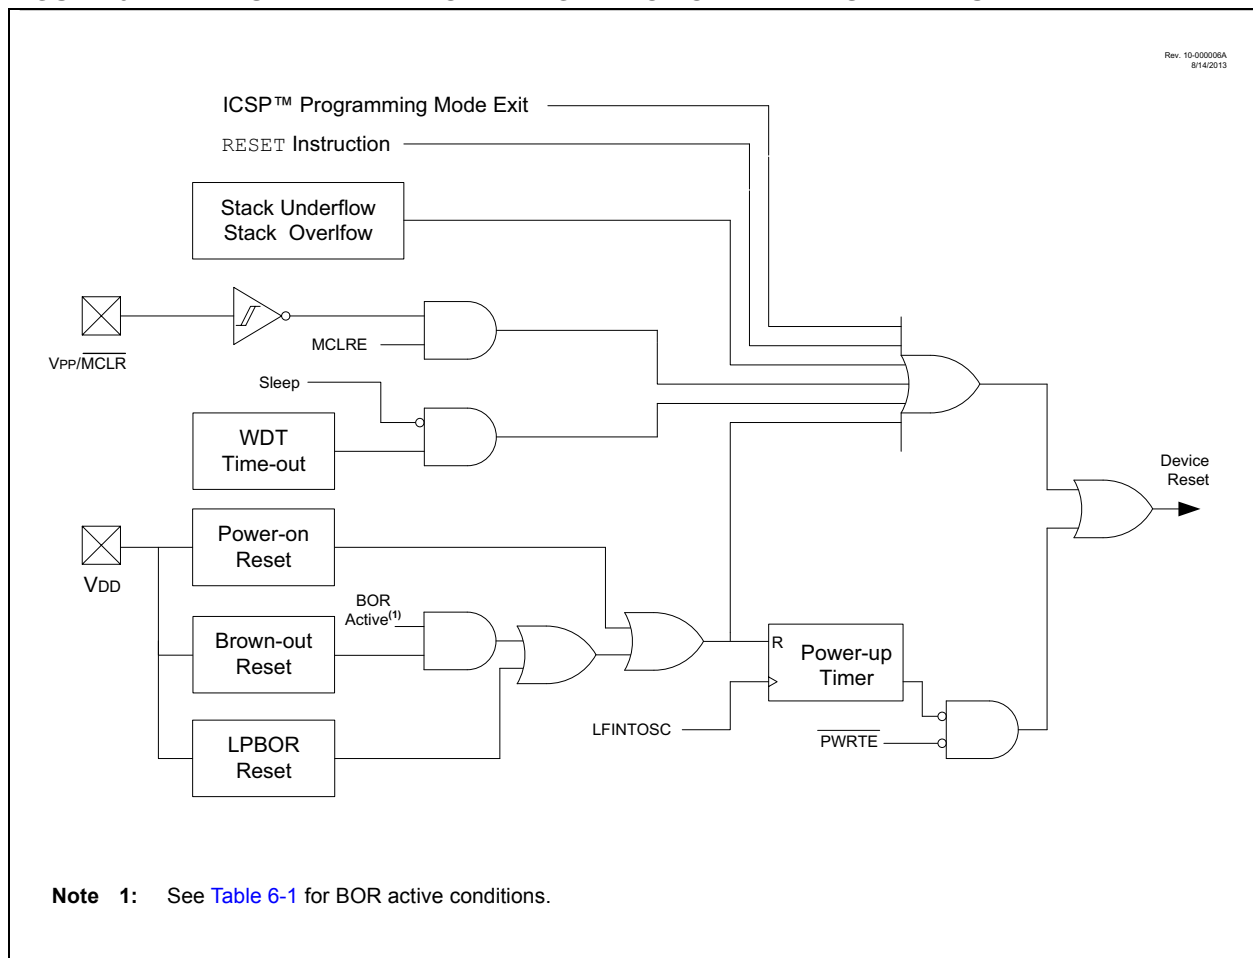 Rev. 10-000006A
8/14/2013
ICSP™ Programming Mode Exit
RESET Instruction
Stack Underflow
Stack Overlfow
VPP/MCLR
MCLRE
Sleep
WDT
Time-out
Device
Reset
VDD
Power-on
Reset
BOR
Active(1)
Brown-out
Reset
R
Power-up
Timer
LFINTOSC
PWRTE
LPBOR
Reset
Note 1: See Table 6-1 for BOR active conditions.